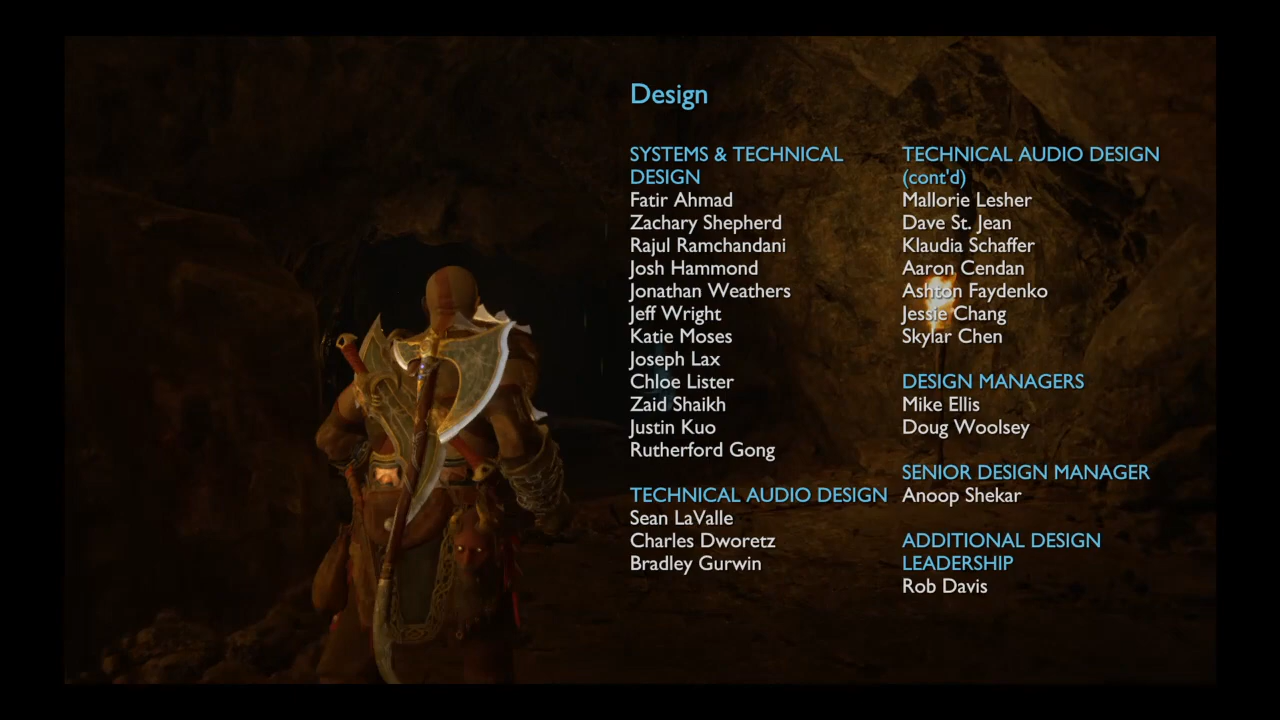 Design
SYSTEMS & TECHNICAL
DESIGN
Fatir Ahmad
Zachary Shepherd
Rajul Ramchandani
Josh Hammond
Jonathan Weathers
Jeff Wright
Katie Moses
Joseph Lax
Chloe Lister
Zaid Shaikh
Justin Kuo
Rutherford Gong
TECHNICAL AUDIO DESIGN
Sean LaValle
Charles Dworetz
Bradley Gurwin
TECHNICAL AUDIO DESIGN
(cont'd)
Mallorie Lesher
Dave St. Jean
Klaudia Schaffer
Aaron Cendan
Ashton Faydenko
Jessie Chang
Skylar Chen
DESIGN MANAGERS
Mike Ellis
Doug Woolsey
SENIOR DESIGN MANAGER
Anoop Shekar
ADDITIONAL DESIGN
LEADERSHIP
Rob Davis